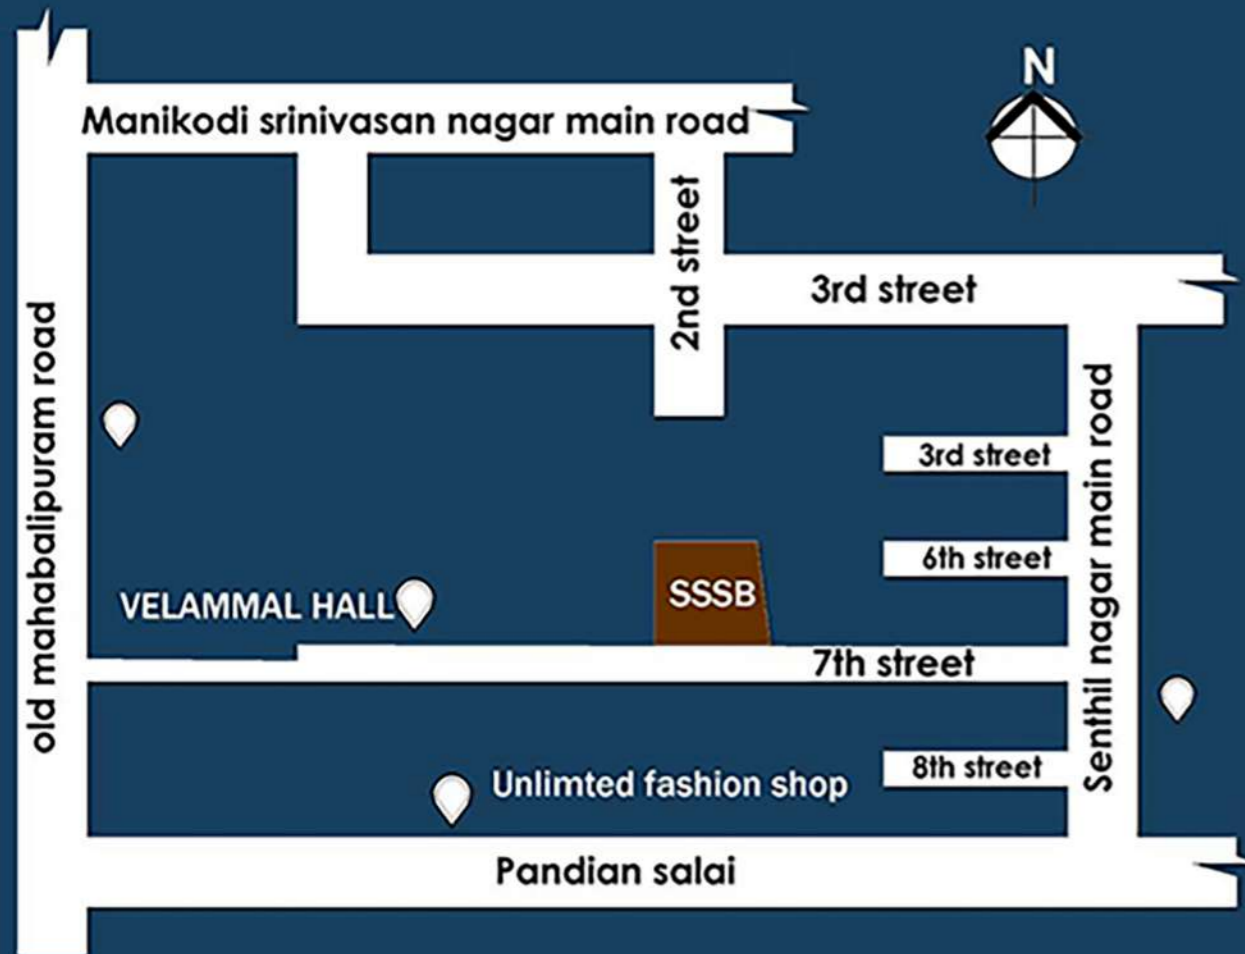 N
Manikodi srinivasan nagar main road
2nd street
3rd street
old mahabalipuram road
Senthil nagar main road
3rd street
6th street
SSSB
VELAMMAL HALL
7th street
8th street
Unlimted fashion shop
Pandian salai